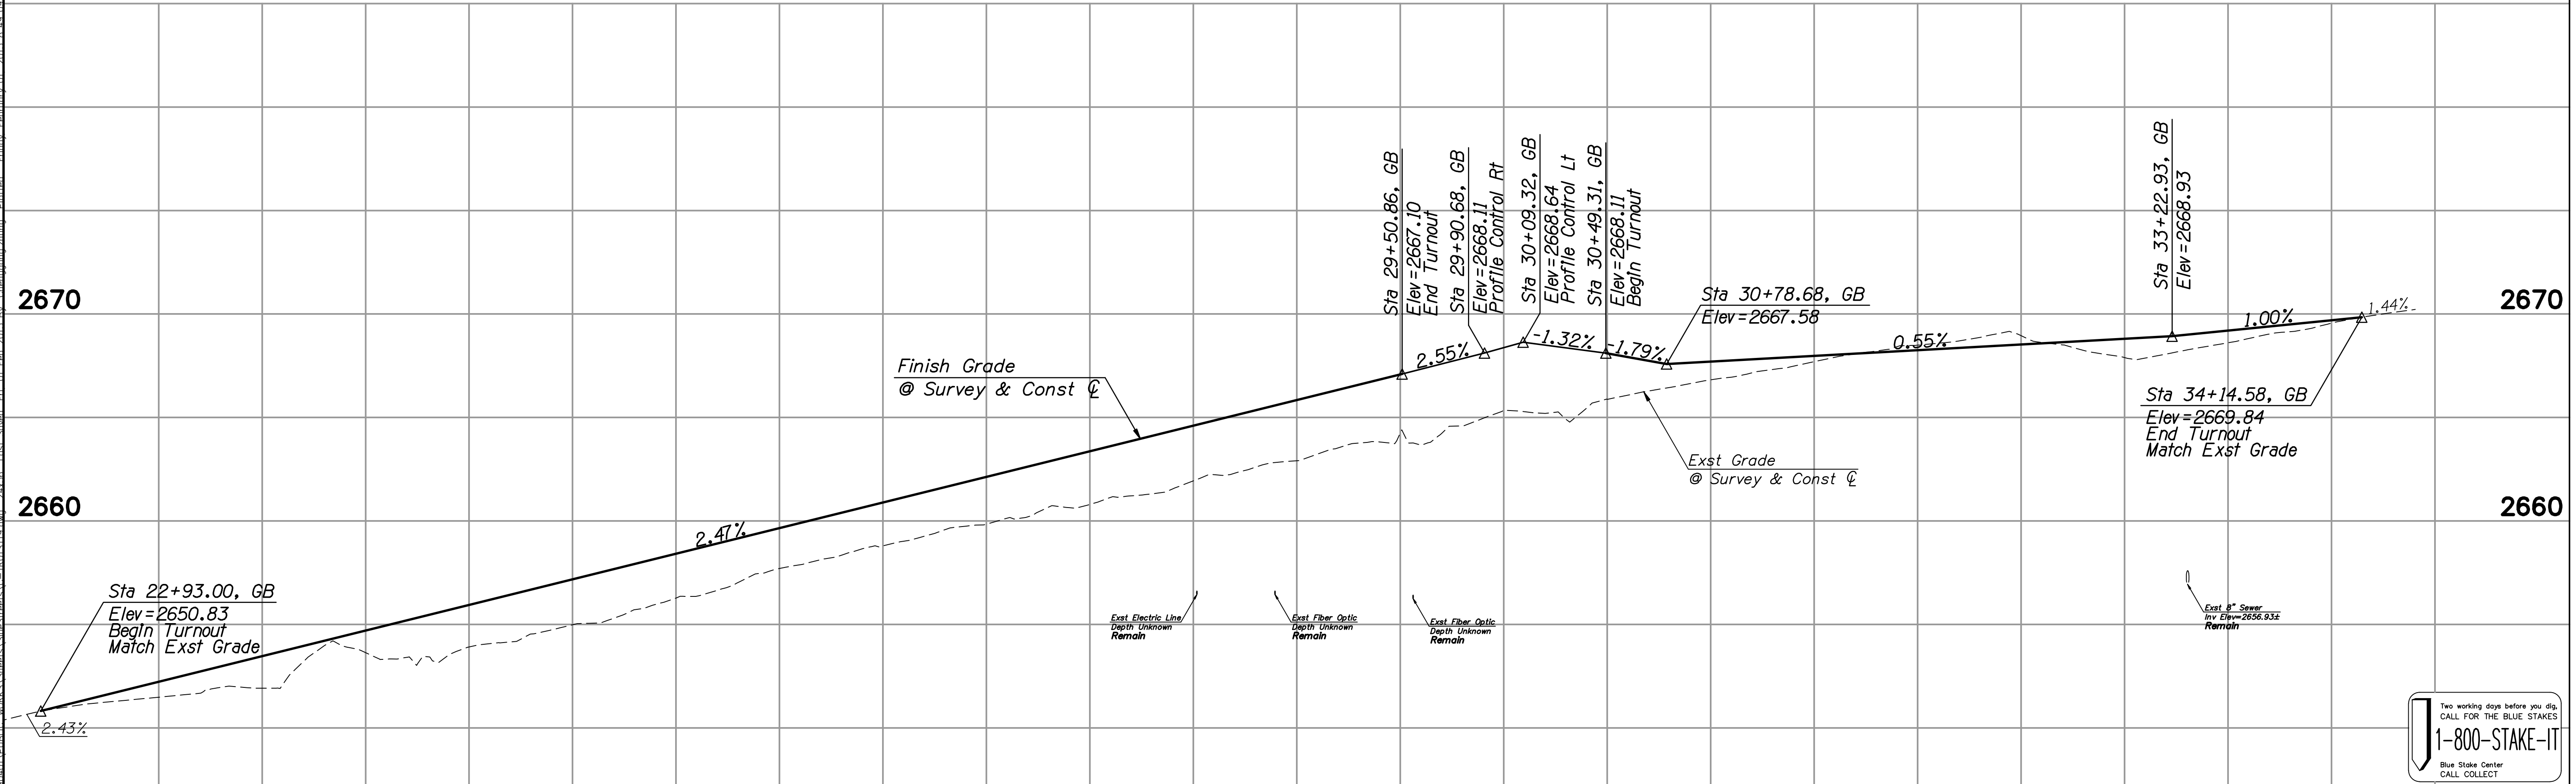 Sta 29+50.86, GB
Elev=2667.10
End Turnout
Sta 29+90.68, GB
Elev=2668.11
Profile Control Rt
Sta 30+09.32, GB
Elev=2668.64
Profile Control Lt
Sta 30+49.31, GB
Elev=2668.11
Begin Turnout
Sta 33+22.93, GB
Elev=2668.93
2670
Sta 30+78.68, GB
Elev=2667.58
2670
1.44%
1.00%
0.55%
-1.32%
-1.79%
2.55%
Finish Grade
@ Survey & Const ℄
Sta 34+14.58, GB
Elev=2669.84
End Turnout
Match Exst Grade
Exst Grade
@ Survey & Const ℄
2660
2660
2.47%
Sta 22+93.00, GB
Elev=2650.83
Begin Turnout
Match Exst Grade
2.43%
Exst Electric Line
Depth Unknown
Remain
Exst Fiber Optic
Depth Unknown
Remain
Exst Fiber Optic
Depth Unknown
Remain
Exst 8" Sewer
Inv Elev=2656.93±
Remain
Two working days before you dig,
CALL FOR THE BLUE STAKES
1-800-STAKE-IT
Blue Stake Center
CALL COLLECT